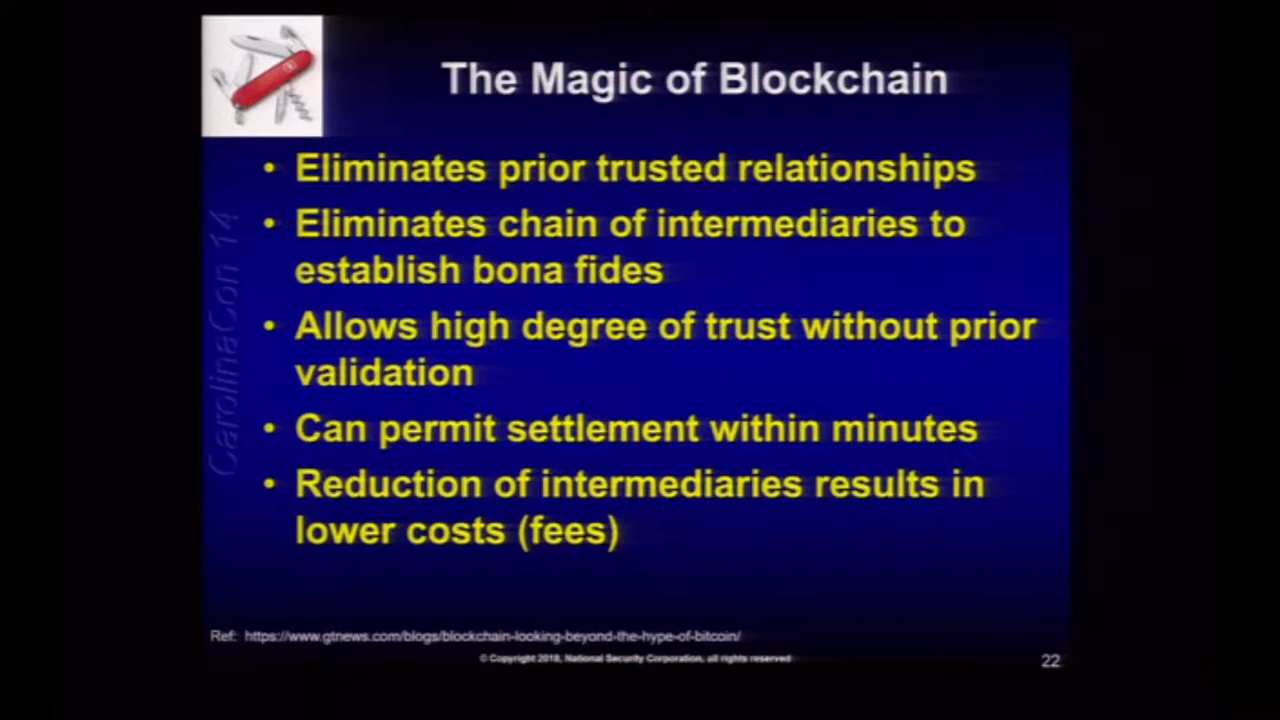 The Magic of Blockchain
• Eliminates prior trusted relationships
• Eliminates chain of intermediaries to
establish bona fides
• Allows high degree of trust without prior
validation
• Can permit settlement within minutes
• Reduction of intermediaries results in
lower costs (fees)
CarolinaCon 14
Ref: https://www.gtnews.com/blogs/blockchain-looking-beyond-the-hype-of-bitcoin/
© Copyright 2018, National Security Corporation, all rights reserved
22